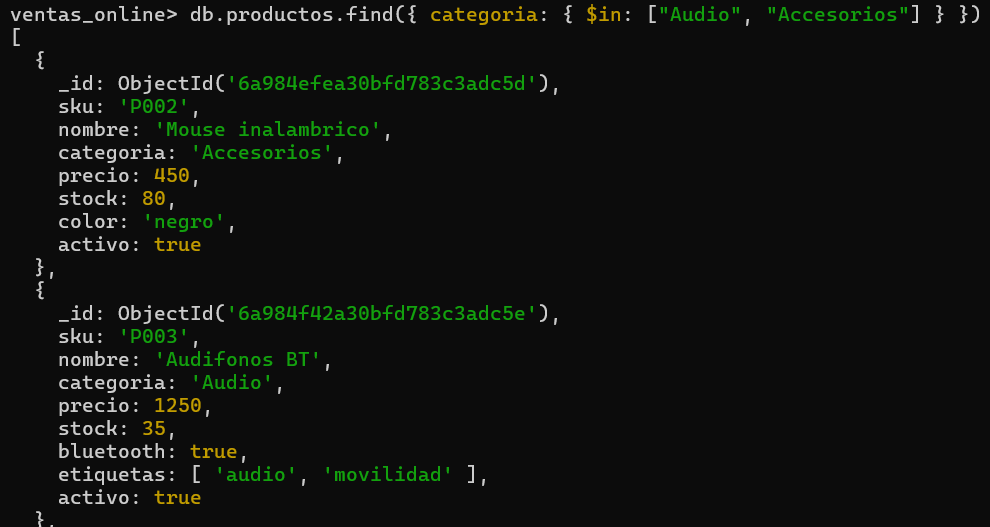 ventas_online> db.productos.find({ categoria: { $in: ["Audio", "Accesorios"] } })
[
  {
    _id: ObjectId('6a984efea30bfd783c3adc5d'),
    sku: 'P002',
    nombre: 'Mouse inalambrico',
    categoria: 'Accesorios',
    precio: 450,
    stock: 80,
    color: 'negro',
    activo: true
  },
  {
    _id: ObjectId('6a984f42a30bfd783c3adc5e'),
    sku: 'P003',
    nombre: 'Audifonos BT',
    categoria: 'Audio',
    precio: 1250,
    stock: 35,
    bluetooth: true,
    etiquetas: [ 'audio', 'movilidad' ],
    activo: true
  },